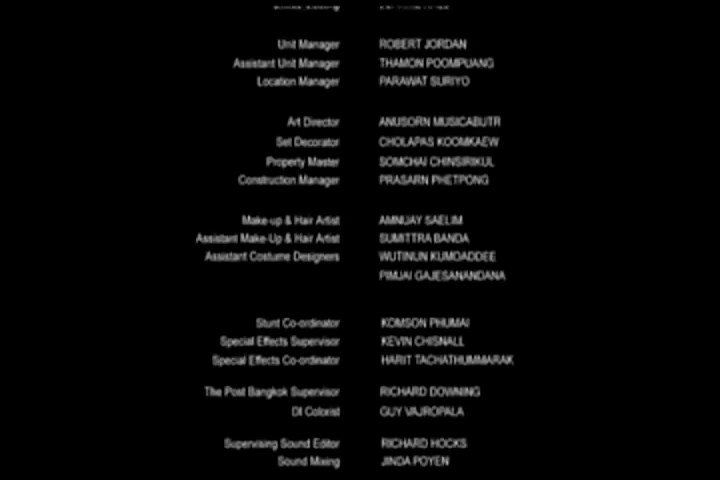 Unit Manager ROBERT JORDAN
Assistant Unit Manager THAMON POOMPUANG
Location Manager PARAWAT SURIYO
Art Director ANUSORN MUSICABUTR
Set Decorator CHOLAPAS KOOMKAEW
Property Master SOMCHAI CHINSIRIKUL
Construction Manager PRASARN PHETPONG
Make-up & Hair Artist AMNUAY SAELIM
Assistant Make-Up & Hair Artist SUMITTRA BANDA
Assistant Costume Designers WUTINUN KUMOADDEE
PIMJAI GAJESANANDANA
Stunt Co-ordinator KOMSON PHUMAI
Special Effects Supervisor KEVIN CHISNALL
Special Effects Co-ordinator HARIT TACHATHUMMARAK
The Post Bangkok Supervisor RICHARD DOWNING
DI Colorist GUY VAJROPALA
Supervising Sound Editor RICHARD HOCKS
Sound Mixing JINDA POYEN